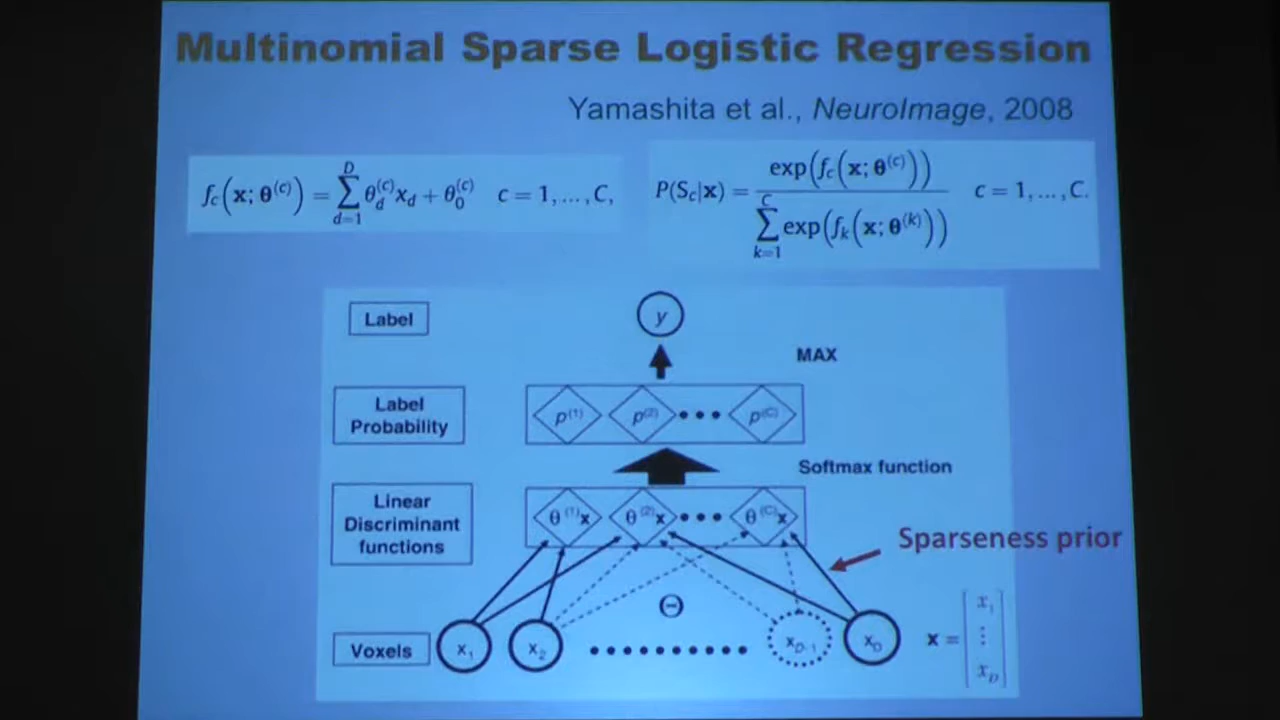 Multinomial Sparse Logistic Regression
Yamashita et al., NeuroImage, 2008
f_c(x; θ^(c)) = ∑_{d=1}^{D} θ_d^(c) x_d + θ_0^(c)   c = 1, …, C,
P(S_c|x) = exp(f_c(x; θ^(c))) / ∑_{k=1}^{C} exp(f_k(x; θ^(k)))   c = 1, …, C.
Label
y
MAX
Label
Probability
p^(1) p^(2) ••• p^(C)
Softmax function
Linear
Discriminant
functions
θ^(1)x θ^(2)x ••• θ^(C)x
Sparseness prior
Θ
Voxels
x_1 x_2 •••••••••• x_{D-1} x_D
x = [x_1 ⋮ x_D]